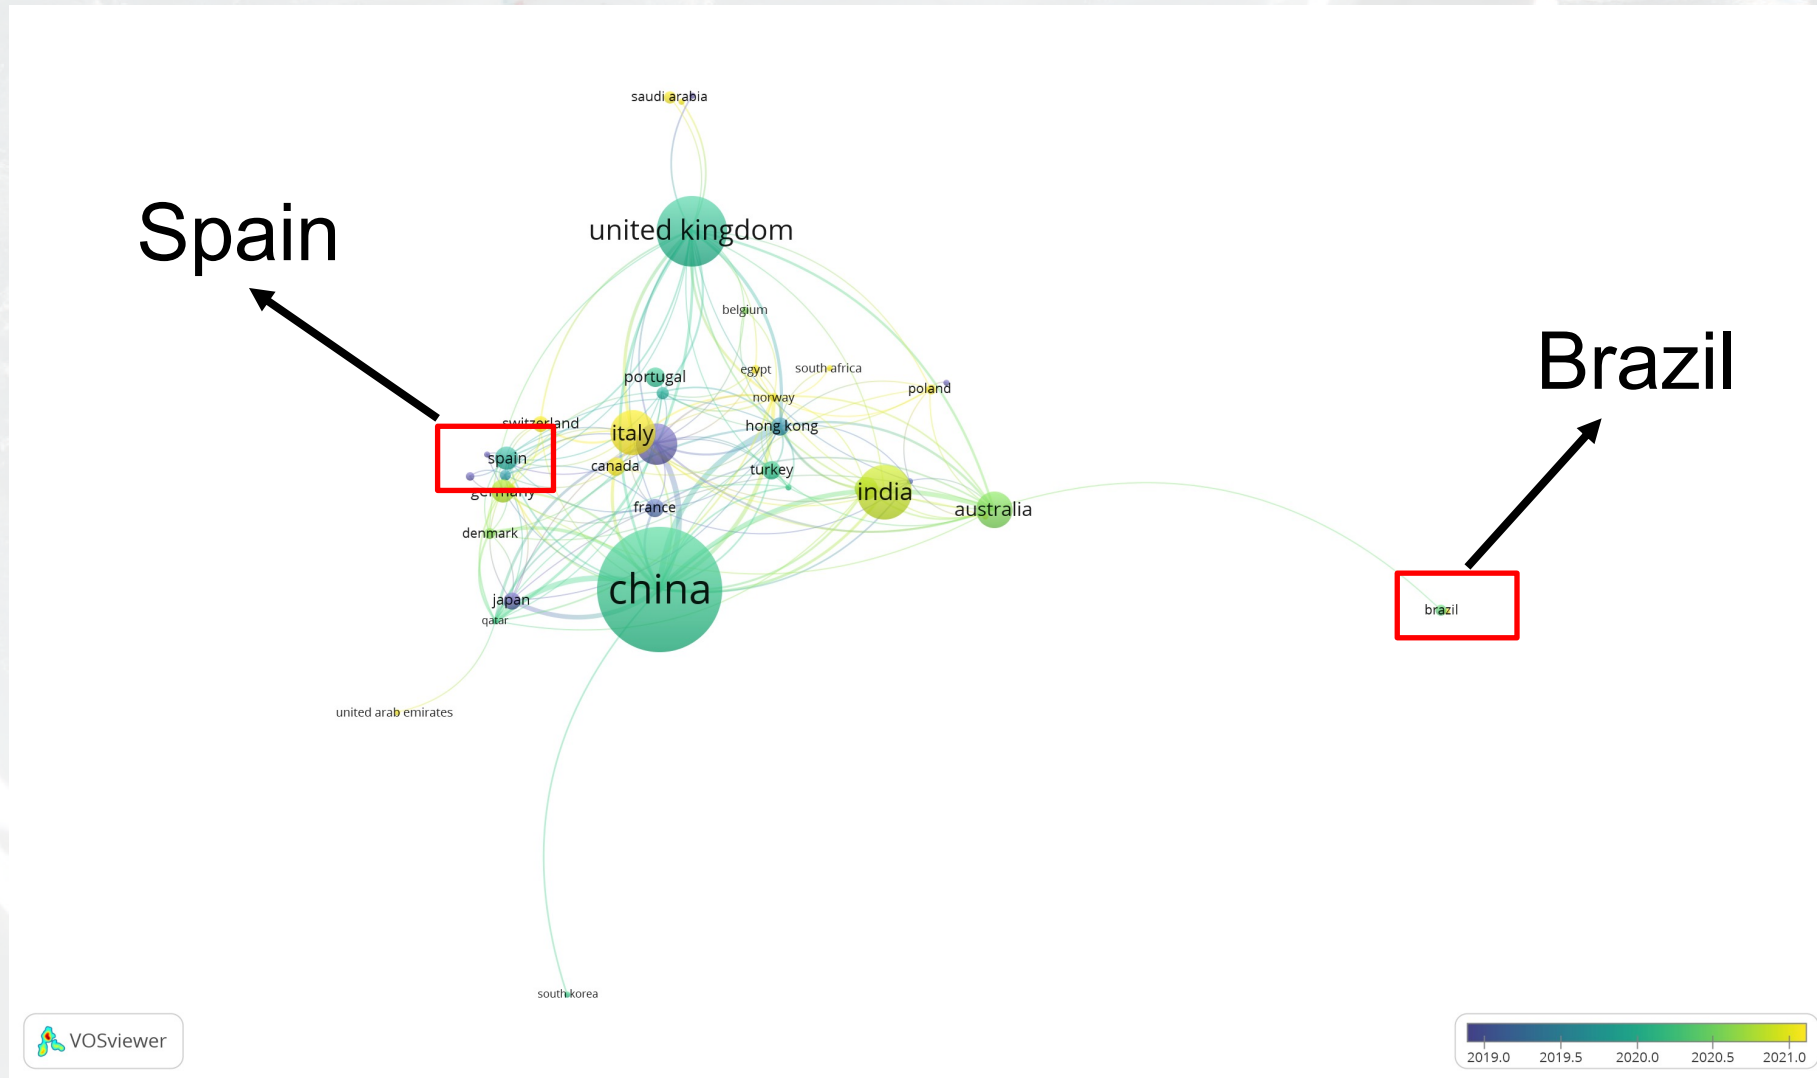 saudi arabia
Spain
united kingdom
belgium
Brazil
portugal
egypt
south africa
norway
poland
switzerland
italy
hong kong
spain
canada
turkey
germany
india
france
australia
denmark
china
japan
qatar
brazil
united arab emirates
south korea
VOSviewer
2019.0 2019.5 2020.0 2020.5 2021.0